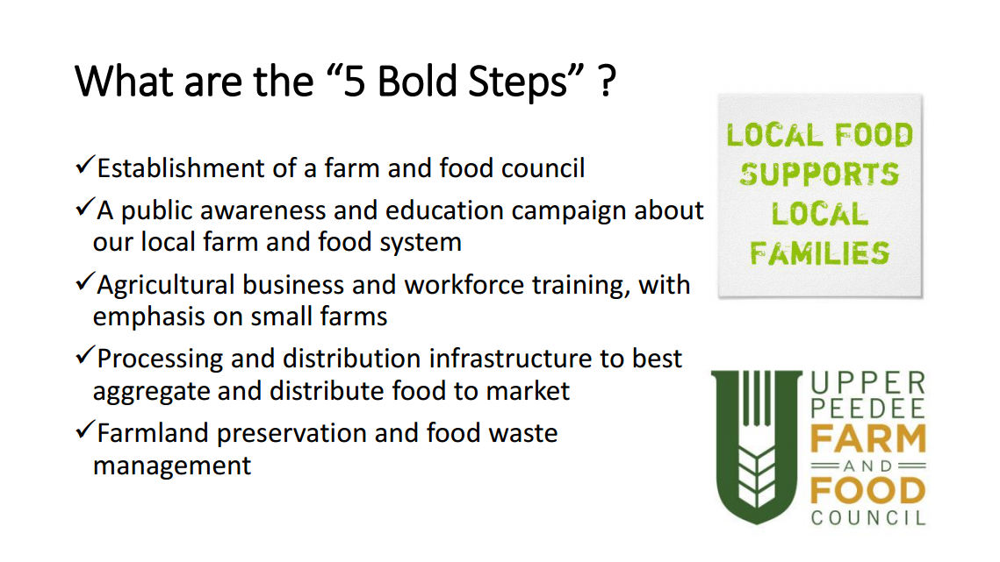 What are the “5 Bold Steps” ?
✓Establishment of a farm and food council
✓A public awareness and education campaign about
our local farm and food system
✓Agricultural business and workforce training, with
emphasis on small farms
✓Processing and distribution infrastructure to best
aggregate and distribute food to market
✓Farmland preservation and food waste
management
LOCAL FOOD
SUPPORTS
LOCAL
FAMILIES
UPPER
PEEDEE
FARM
AND
FOOD
COUNCIL